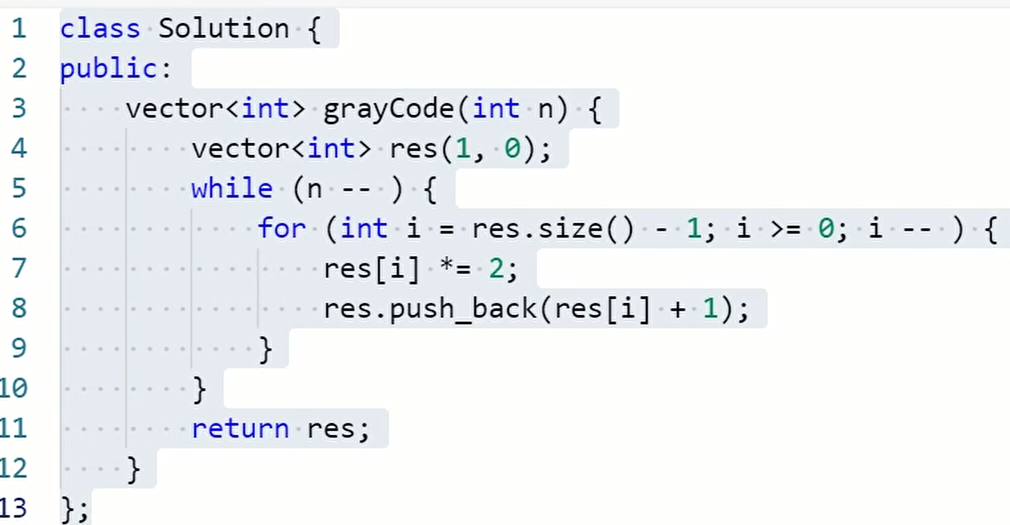 1 class Solution {
2 public:
3     vector<int> grayCode(int n) {
4         vector<int> res(1, 0);
5         while (n -- ) {
6             for (int i = res.size() - 1; i >= 0; i -- ) {
7                 res[i] *= 2;
8                 res.push_back(res[i] + 1);
9             }
10         }
11         return res;
12     }
13 };